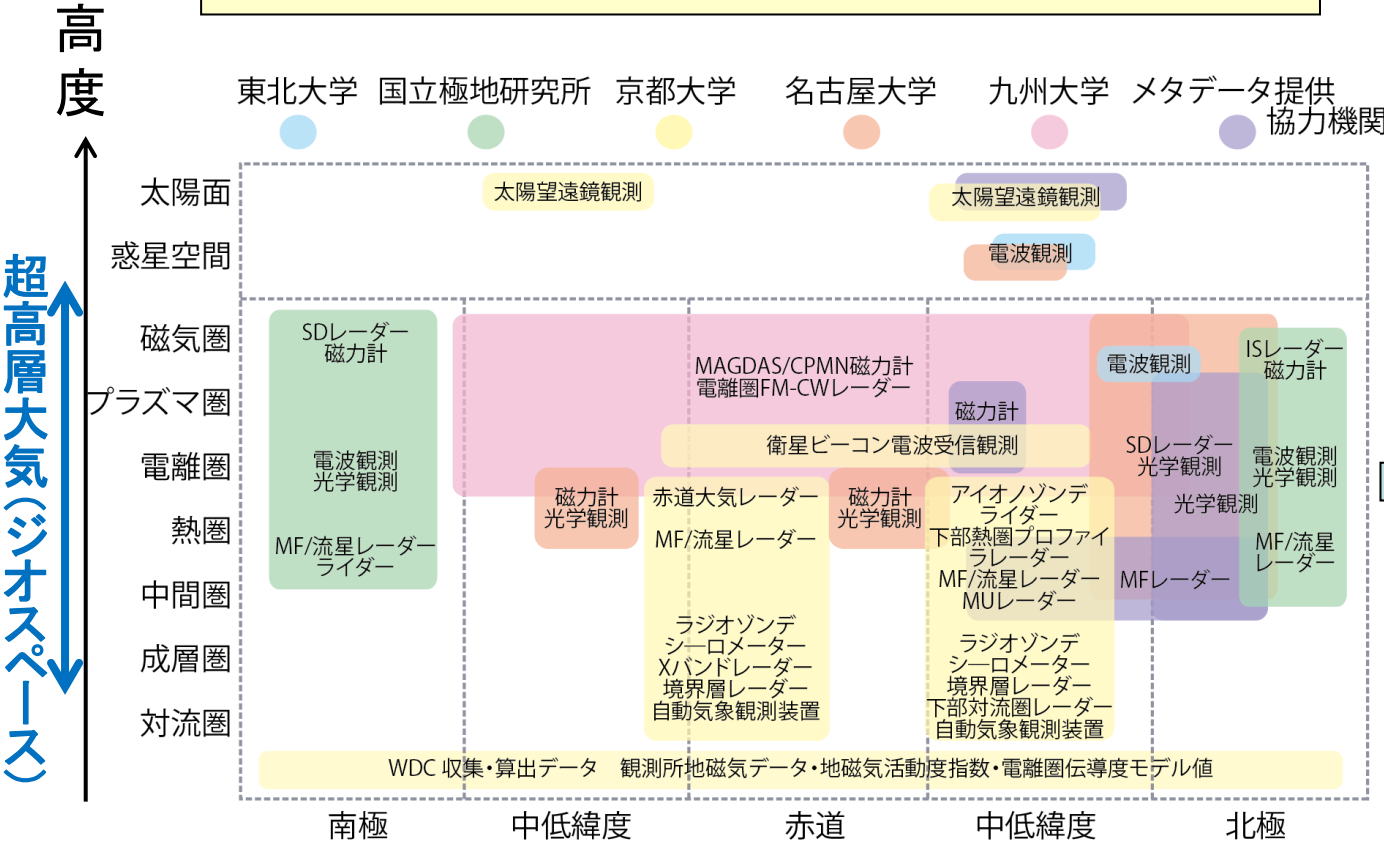 高度
東北大学 国立極地研究所 京都大学 名古屋大学 九州大学 メタデータ提供
協力機関
太陽面
太陽望遠鏡観測
太陽望遠鏡観測
惑星空間
電波観測
超高層大気(ジオスペース)
磁気圏
プラズマ圏
電離圏
熱圏
中間圏
成層圏
対流圏
SDレーダー
磁力計
電波観測
光学観測
MF/流星レーダー
ライダー
MAGDAS/CPMN磁力計
電離圏FM-CWレーダー
磁力計
衛星ビーコン電波受信観測
磁力計
光学観測
赤道大気レーダー
MF/流星レーダー
ラジオゾンデ
シーロメーター
Xバンドレーダー
境界層レーダー
自動気象観測装置
磁力計
光学観測
アイオノゾンデ
ライダー
下部熱圏プロファイ
ラレーダー
MF/流星レーダー
MUレーダー
ラジオゾンデ
シーロメーター
境界層レーダー
下部対流圏レーダー
自動気象観測装置
電波観測
SDレーダー
光学観測
光学観測
MFレーダー
ISレーダー
磁力計
電波観測
光学観測
MF/流星
レーダー
WDC 収集・算出データ 観測所地磁気データ・地磁気活動度指数・電離圏伝導度モデル値
南極 中低緯度 赤道 中低緯度 北極